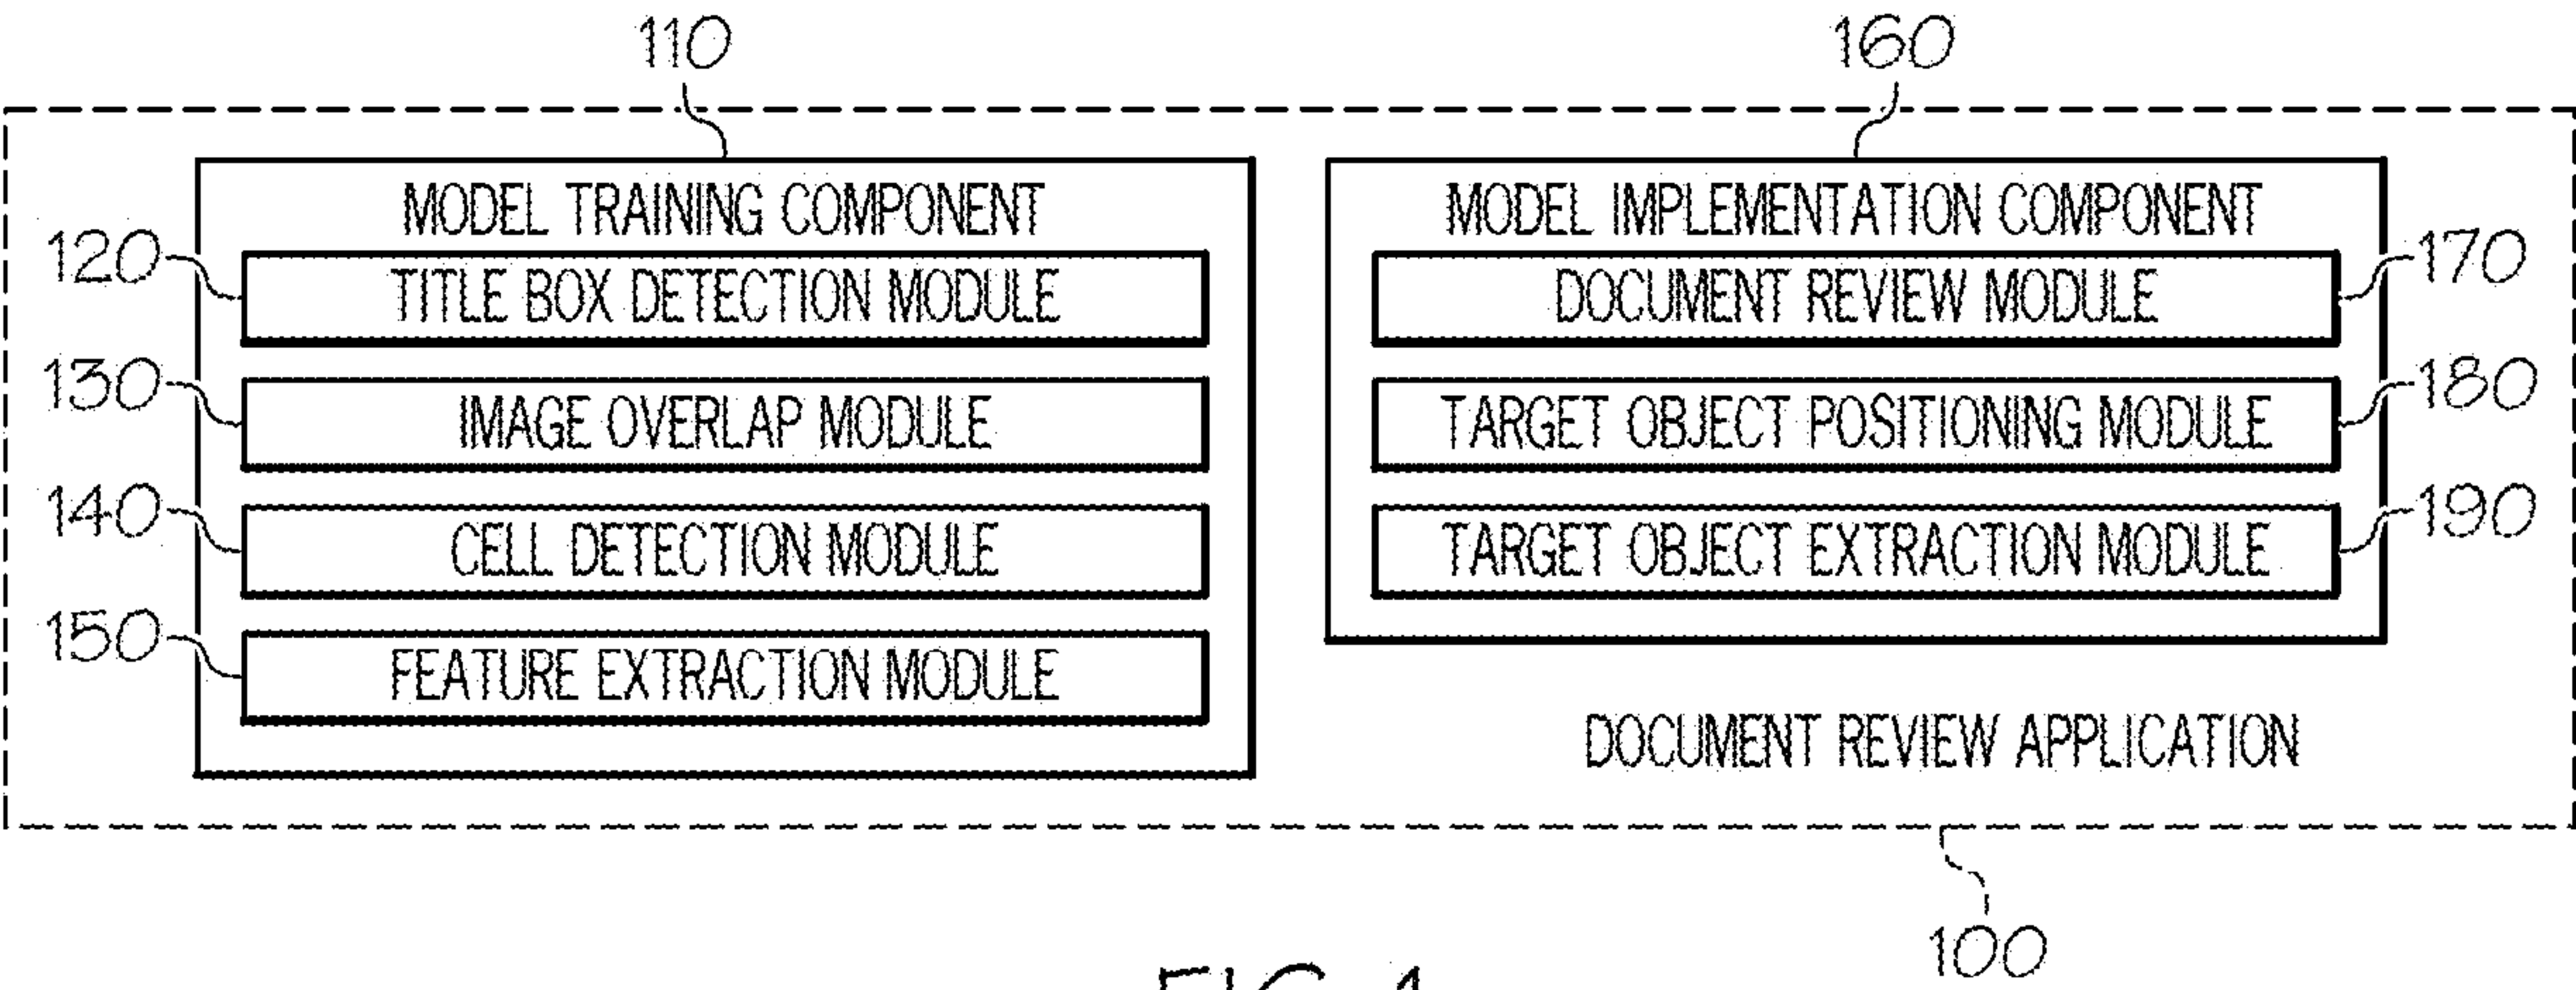 110
160
MODEL TRAINING COMPONENT
120
TITLE BOX DETECTION MODULE
130
IMAGE OVERLAP MODULE
140
CELL DETECTION MODULE
150
FEATURE EXTRACTION MODULE
MODEL IMPLEMENTATION COMPONENT
DOCUMENT REVIEW MODULE
170
TARGET OBJECT POSITIONING MODULE
180
TARGET OBJECT EXTRACTION MODULE
190
DOCUMENT REVIEW APPLICATION
100